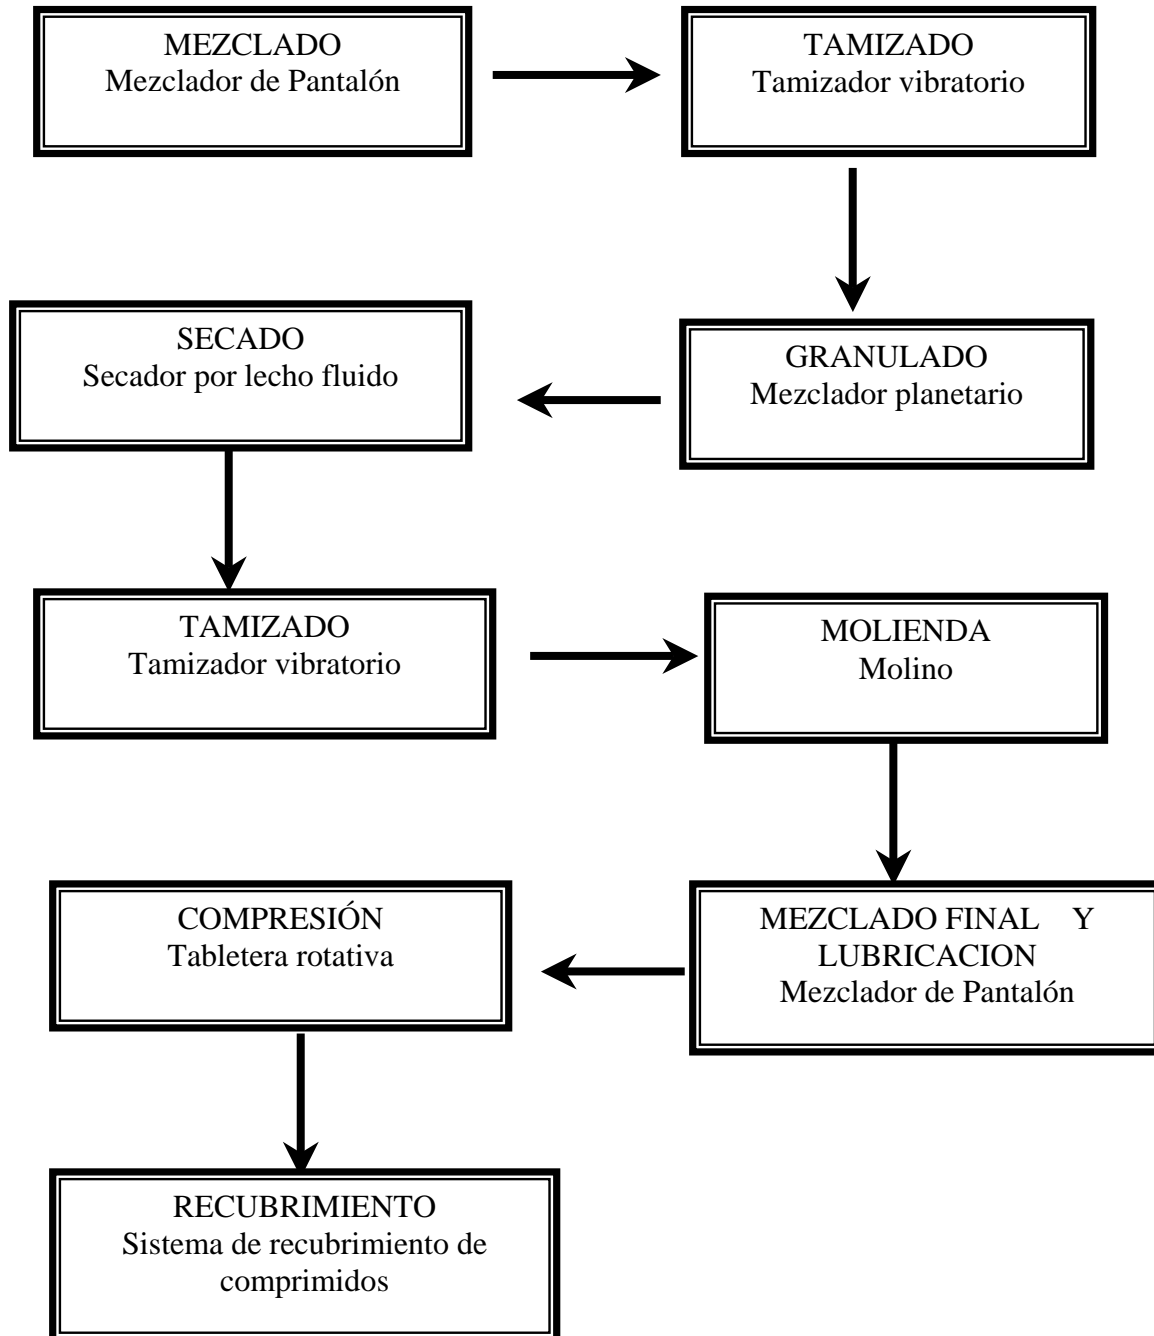 MEZCLADO
Mezclador de Pantalón
TAMIZADO
Tamizador vibratorio
GRANULADO
Mezclador planetario
SECADO
Secador por lecho fluido
TAMIZADO
Tamizador vibratorio
MOLIENDA
Molino
MEZCLADO FINAL Y
LUBRICACION
Mezclador de Pantalón
COMPRESIÓN
Tabletera rotativa
RECUBRIMIENTO
Sistema de recubrimiento de
comprimidos